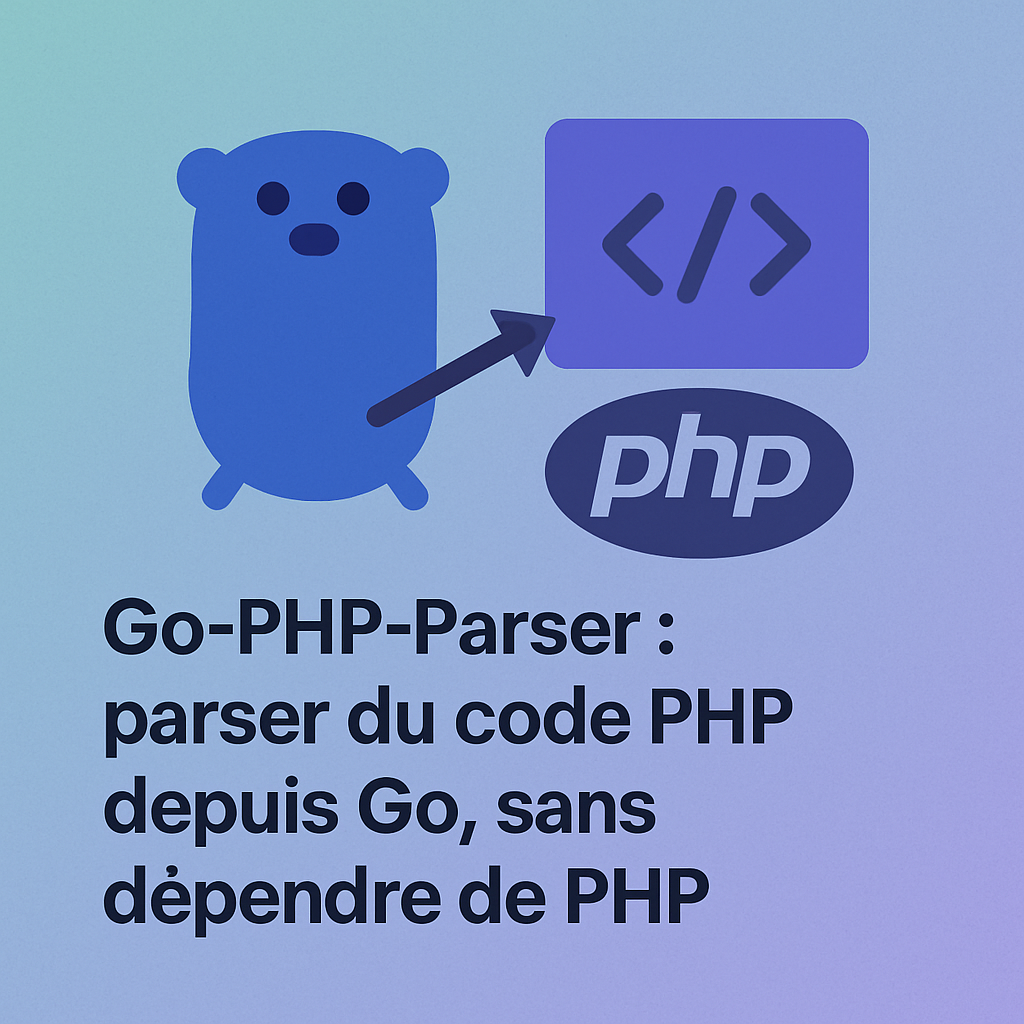 </>
php
Go-PHP-Parser :
parser du code PHP
depuis Go, sans
dėpendre de PHP